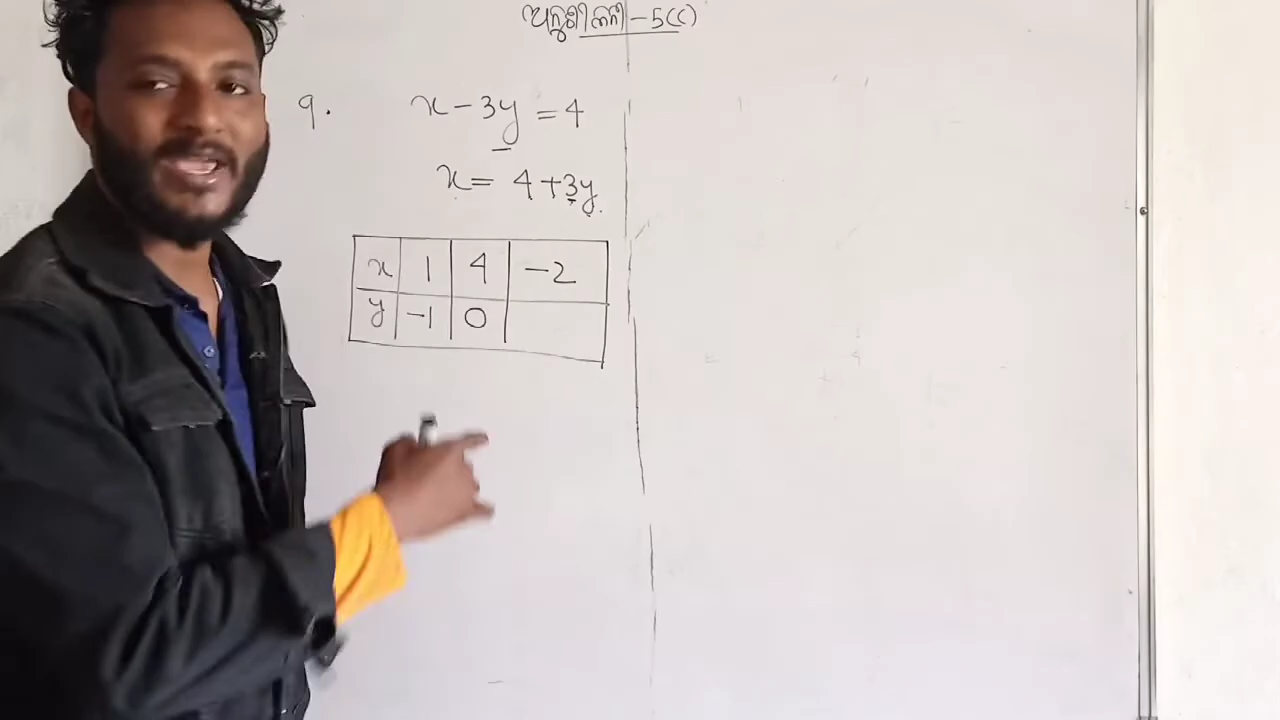 ଅନୁଶୀଳନୀ – 5(c)
9. x – 3y = 4
x = 4 + 3y
x 1 4 –2
y –1 0